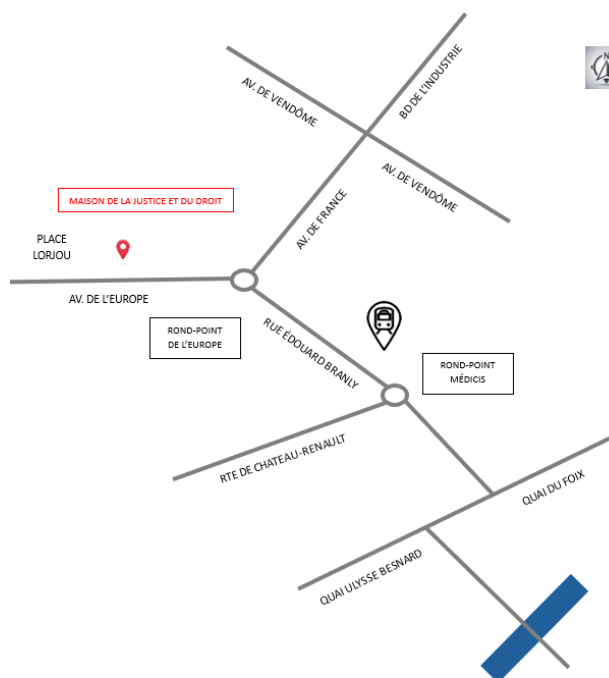 N
BD DE L'INDUSTRIE
AV. DE VENDÔME
AV. DE VENDÔME
MAISON DE LA JUSTICE ET DU DROIT
AV. DE FRANCE
PLACE
LORJOU
AV. DE L'EUROPE
ROND-POINT
DE L'EUROPE
RUE ÉDOUARD BRANLY
ROND-POINT
MÉDICIS
RTE DE CHATEAU-RENAULT
QUAI DU FOIX
QUAI ULYSSE BESNARD